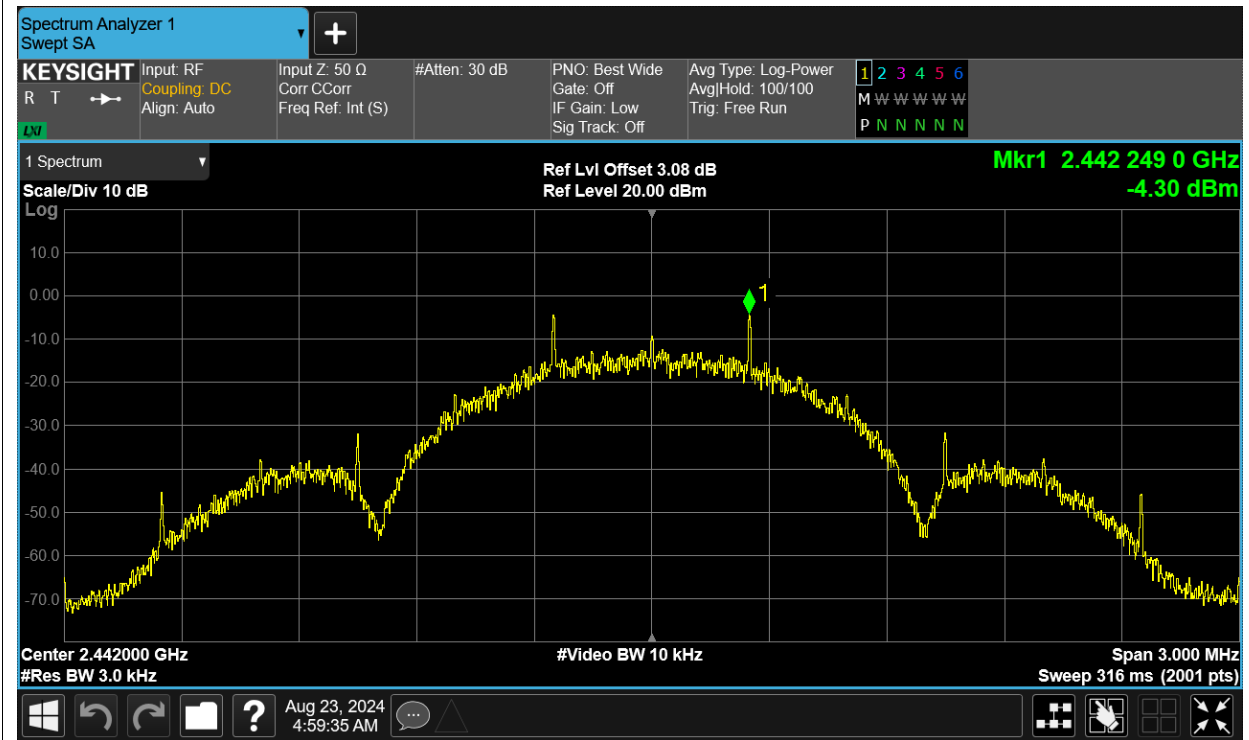 Spectrum Analyzer 1
Swept SA
KEYSIGHT
R T
LXI
Input: RF
Coupling: DC
Align: Auto
Input Z: 50 Ω
Corr CCorr
Freq Ref: Int (S)
#Atten: 30 dB
PNO: Best Wide
Gate: Off
IF Gain: Low
Sig Track: Off
Avg Type: Log-Power
Avg|Hold: 100/100
Trig: Free Run
1 2 3 4 5 6
M W W W W W
P N N N N N
1 Spectrum
Scale/Div 10 dB
Log
Ref Lvl Offset 3.08 dB
Ref Level 20.00 dBm
Mkr1 2.442 249 0 GHz
-4.30 dBm
10.0
0.00
-10.0
-20.0
-30.0
-40.0
-50.0
-60.0
-70.0
1
Center 2.442000 GHz
#Res BW 3.0 kHz
#Video BW 10 kHz
Span 3.000 MHz
Sweep 316 ms (2001 pts)
?
Aug 23, 2024
4:59:35 AM